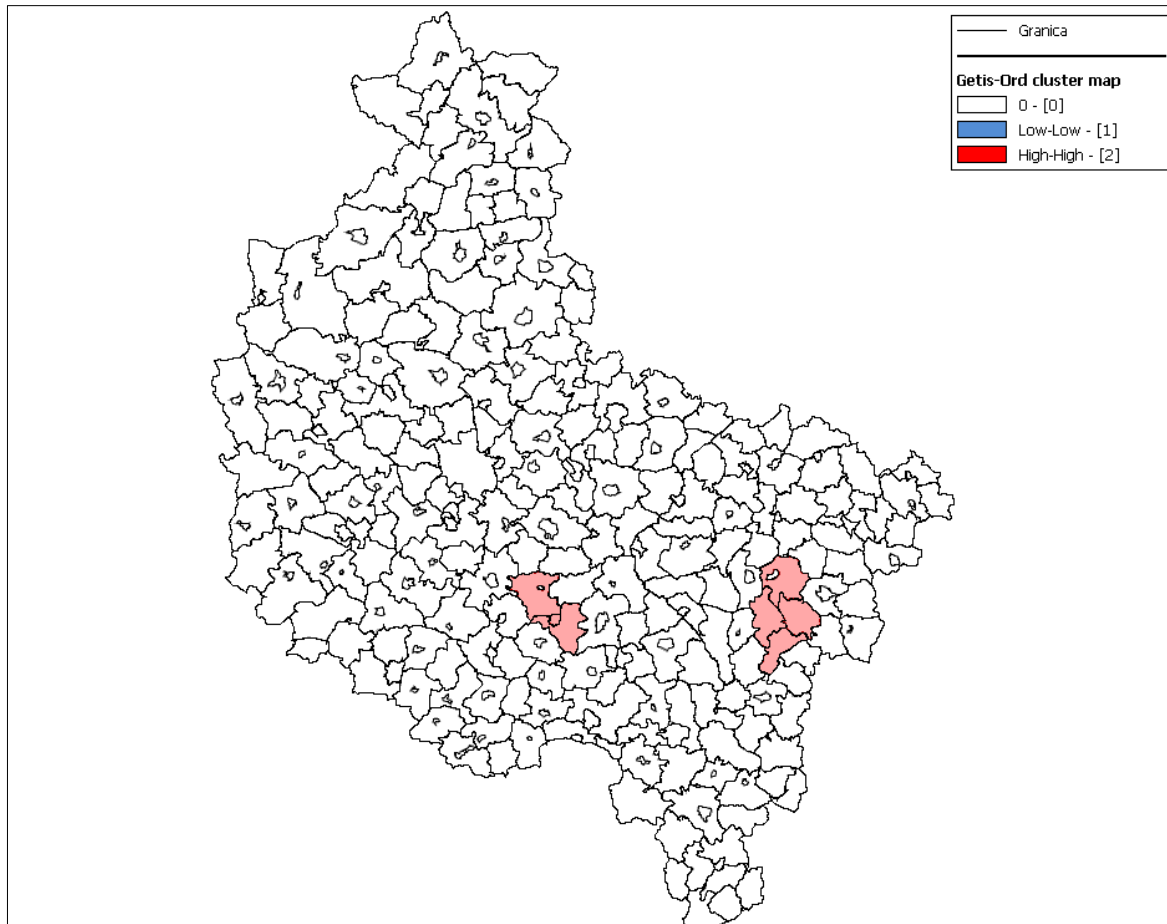 Granica
Getis-Ord cluster map
0 - [0]
Low-Low - [1]
High-High - [2]